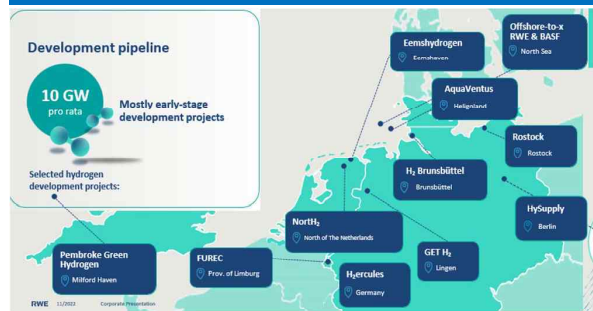 Development pipeline
10 GW
pro rata
Mostly early-stage
development projects
Selected hydrogen
development projects:
Pembroke Green
Hydrogen
Milford Haven
Eemshydrogen
Eemshaven
Offshore-to-x
RWE & BASF
North Sea
AquaVentus
Helignland
Rostock
Rostock
H₂ Brunsbüttel
Brunsbüttel
HySupply
Berlin
NortH₂
North of The Netherlands
GET H₂
Lingen
FUREC
Prov. of Limburg
H₂ercules
Germany
RWE 11/2022 Corporate Presentation